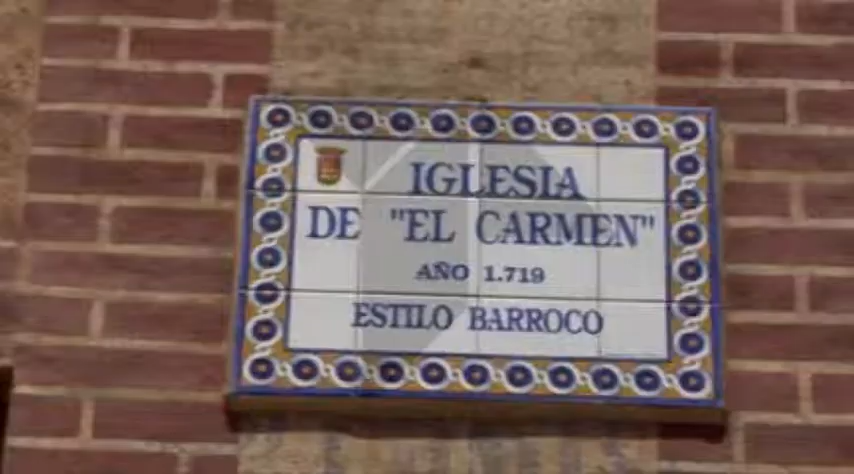 IGLESIA
DE "EL CARMEN"
AÑO 1.719
ESTILO BARROCO